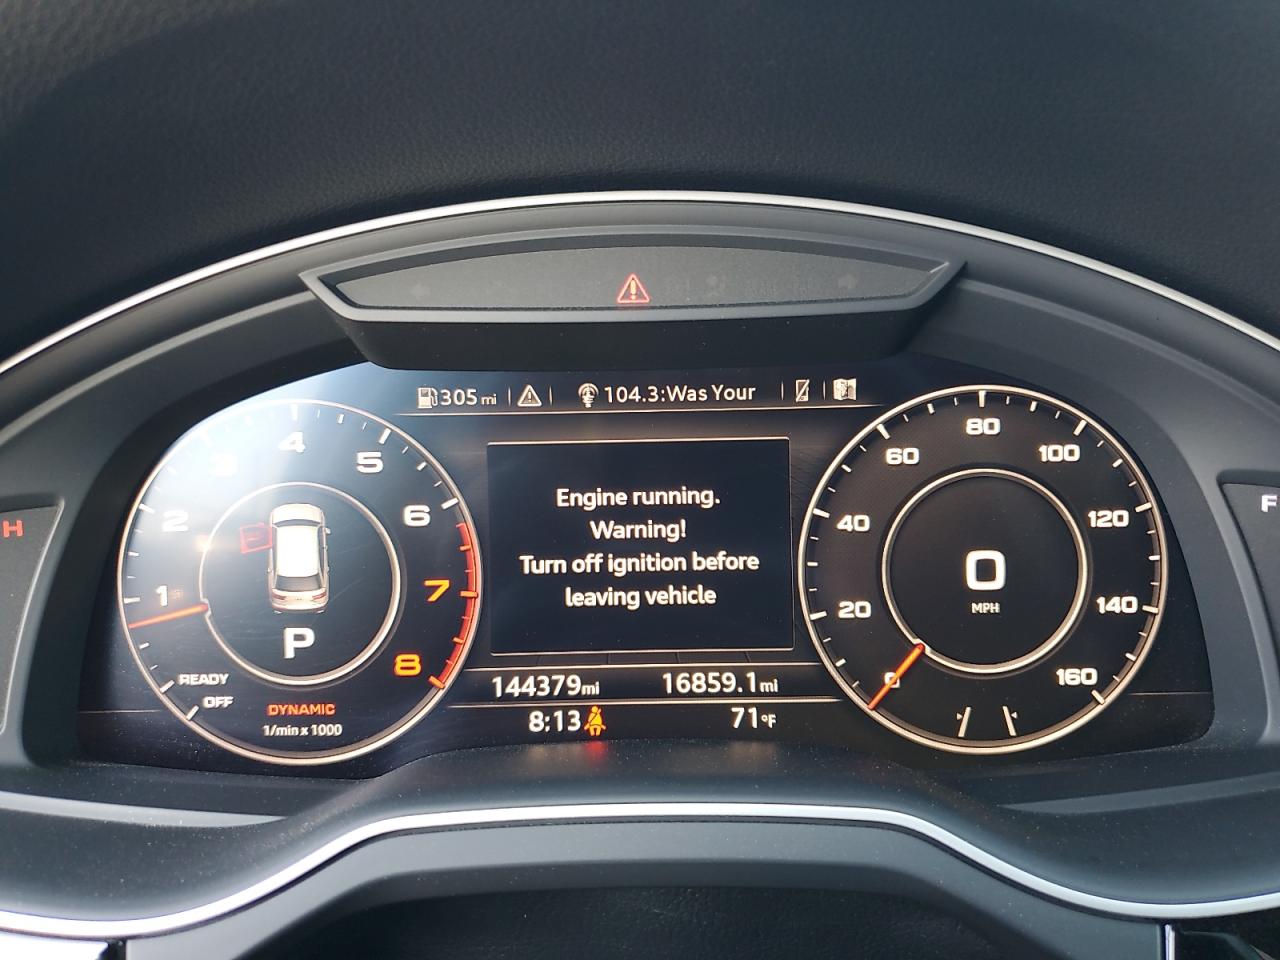 305 mi
104.3:Was Your
Engine running.
Warning!
Turn off ignition before
leaving vehicle
144379mi
16859.1mi
8:13
71°F
1
2
3
4
5
6
7
8
P
READY
OFF
DYNAMIC
1/min x 1000
0
20
40
60
80
100
120
140
160
0
MPH
H
F